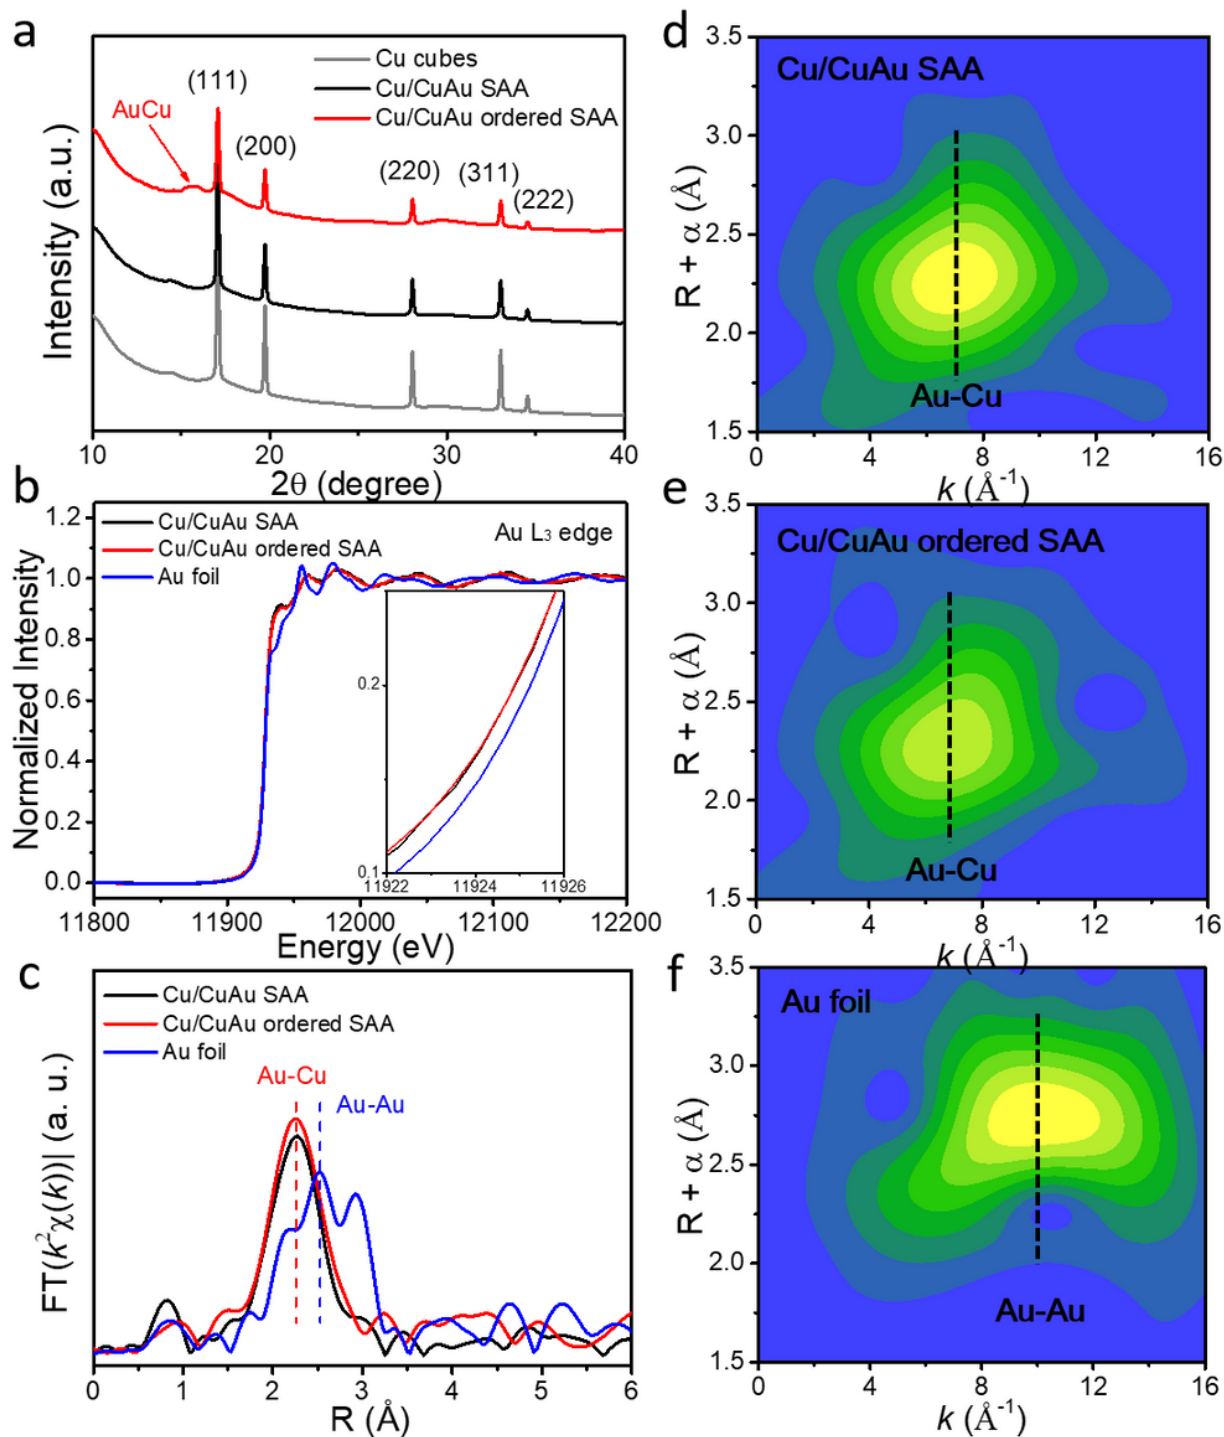 a
Cu cubes
Cu/CuAu SAA
Cu/CuAu ordered SAA
AuCu
(111)
(200)
(220)
(311)
(222)
Intensity (a.u.)
10
20
30
40
2θ (degree)
b
Cu/CuAu SAA
Cu/CuAu ordered SAA
Au foil
Au L₃ edge
Normalized Intensity
1.2
1.0
0.8
0.6
0.4
0.2
0.0
0.2
0.1
11922
11924
11926
11800
11900
12000
12100
12200
Energy (eV)
c
Cu/CuAu SAA
Cu/CuAu ordered SAA
Au foil
Au-Cu
Au-Au
FT(k²χ(k))| (a. u.)
0
1
2
3
4
5
6
R (Å)
d
Cu/CuAu SAA
R + α (Å)
3.5
3.0
2.5
2.0
1.5
Au-Cu
0
4
8
12
16
k (Å⁻¹)
e
Cu/CuAu ordered SAA
R + α (Å)
3.5
3.0
2.5
2.0
1.5
Au-Cu
0
4
8
12
16
k (Å⁻¹)
f
Au foil
R + α (Å)
3.5
3.0
2.5
2.0
1.5
Au-Au
0
4
8
12
16
k (Å⁻¹)